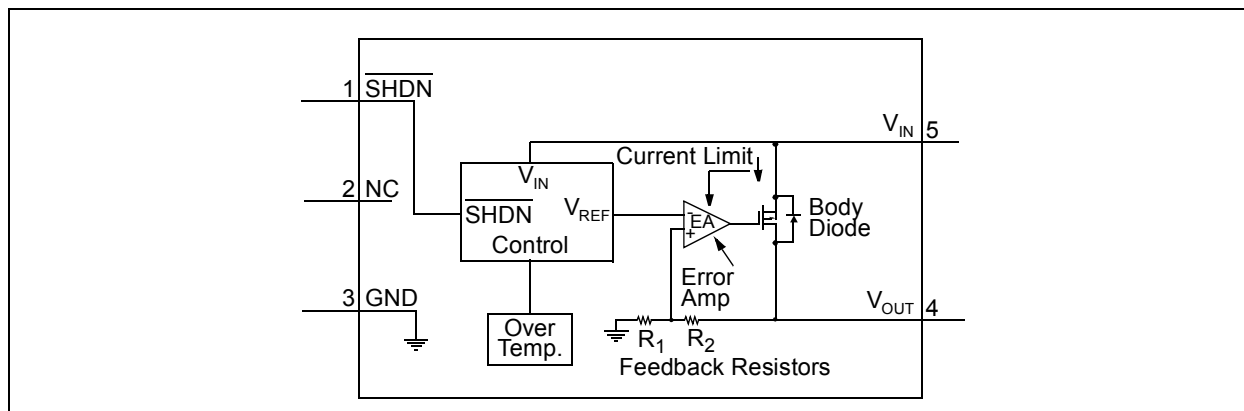 1 SHDN
2 NC
3 GND
V_IN 5
Current Limit
V_IN
SHDN
V_REF
Control
-
EA
+
Body
Diode
Error
Amp
V_OUT 4
Over
Temp.
R_1
R_2
Feedback Resistors